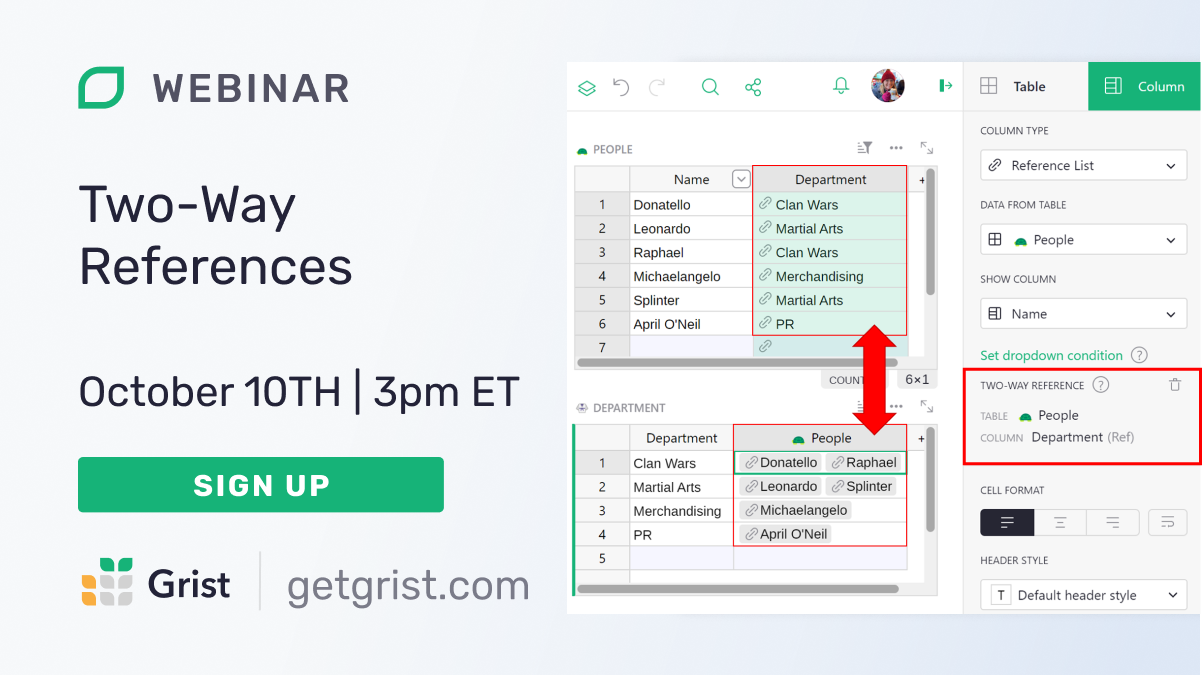 WEBINAR
Two-Way
References
October 10TH | 3pm ET
SIGN UP
Grist
getgrist.com
PEOPLE
Name Department +
1 Donatello Clan Wars
2 Leonardo Martial Arts
3 Raphael Clan Wars
4 Michaelangelo Merchandising
5 Splinter Martial Arts
6 April O'Neil PR
7
COUNT 6×1
DEPARTMENT
Department People +
1 Clan Wars Donatello Raphael
2 Martial Arts Leonardo Splinter
3 Merchandising Michaelangelo
4 PR April O'Neil
5
Table Column
COLUMN TYPE
Reference List
DATA FROM TABLE
People
SHOW COLUMN
Name
Set dropdown condition ?
TWO-WAY REFERENCE ?
TABLE People
COLUMN Department (Ref)
CELL FORMAT
HEADER STYLE
T Default header style